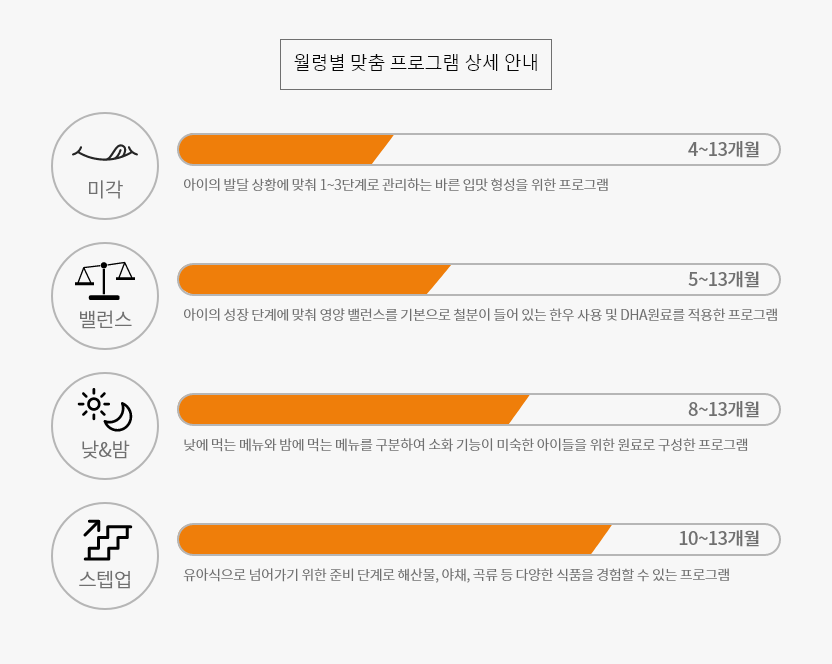 월령별 맞춤 프로그램 상세 안내
미각
4~13개월
아이의 발달 상황에 맞춰 1~3단계로 관리하는 바른 입맛 형성을 위한 프로그램
밸런스
5~13개월
아이의 성장 단계에 맞춰 영양 밸런스를 기본으로 철분이 들어 있는 한우 사용 및 DHA원료를 적용한 프로그램
낮&밤
8~13개월
낮에 먹는 메뉴와 밤에 먹는 메뉴를 구분하여 소화 기능이 미숙한 아이들을 위한 원료로 구성한 프로그램
스텝업
10~13개월
유아식으로 넘어가기 위한 준비 단계로 해산물, 야채, 곡류 등 다양한 식품을 경험할 수 있는 프로그램